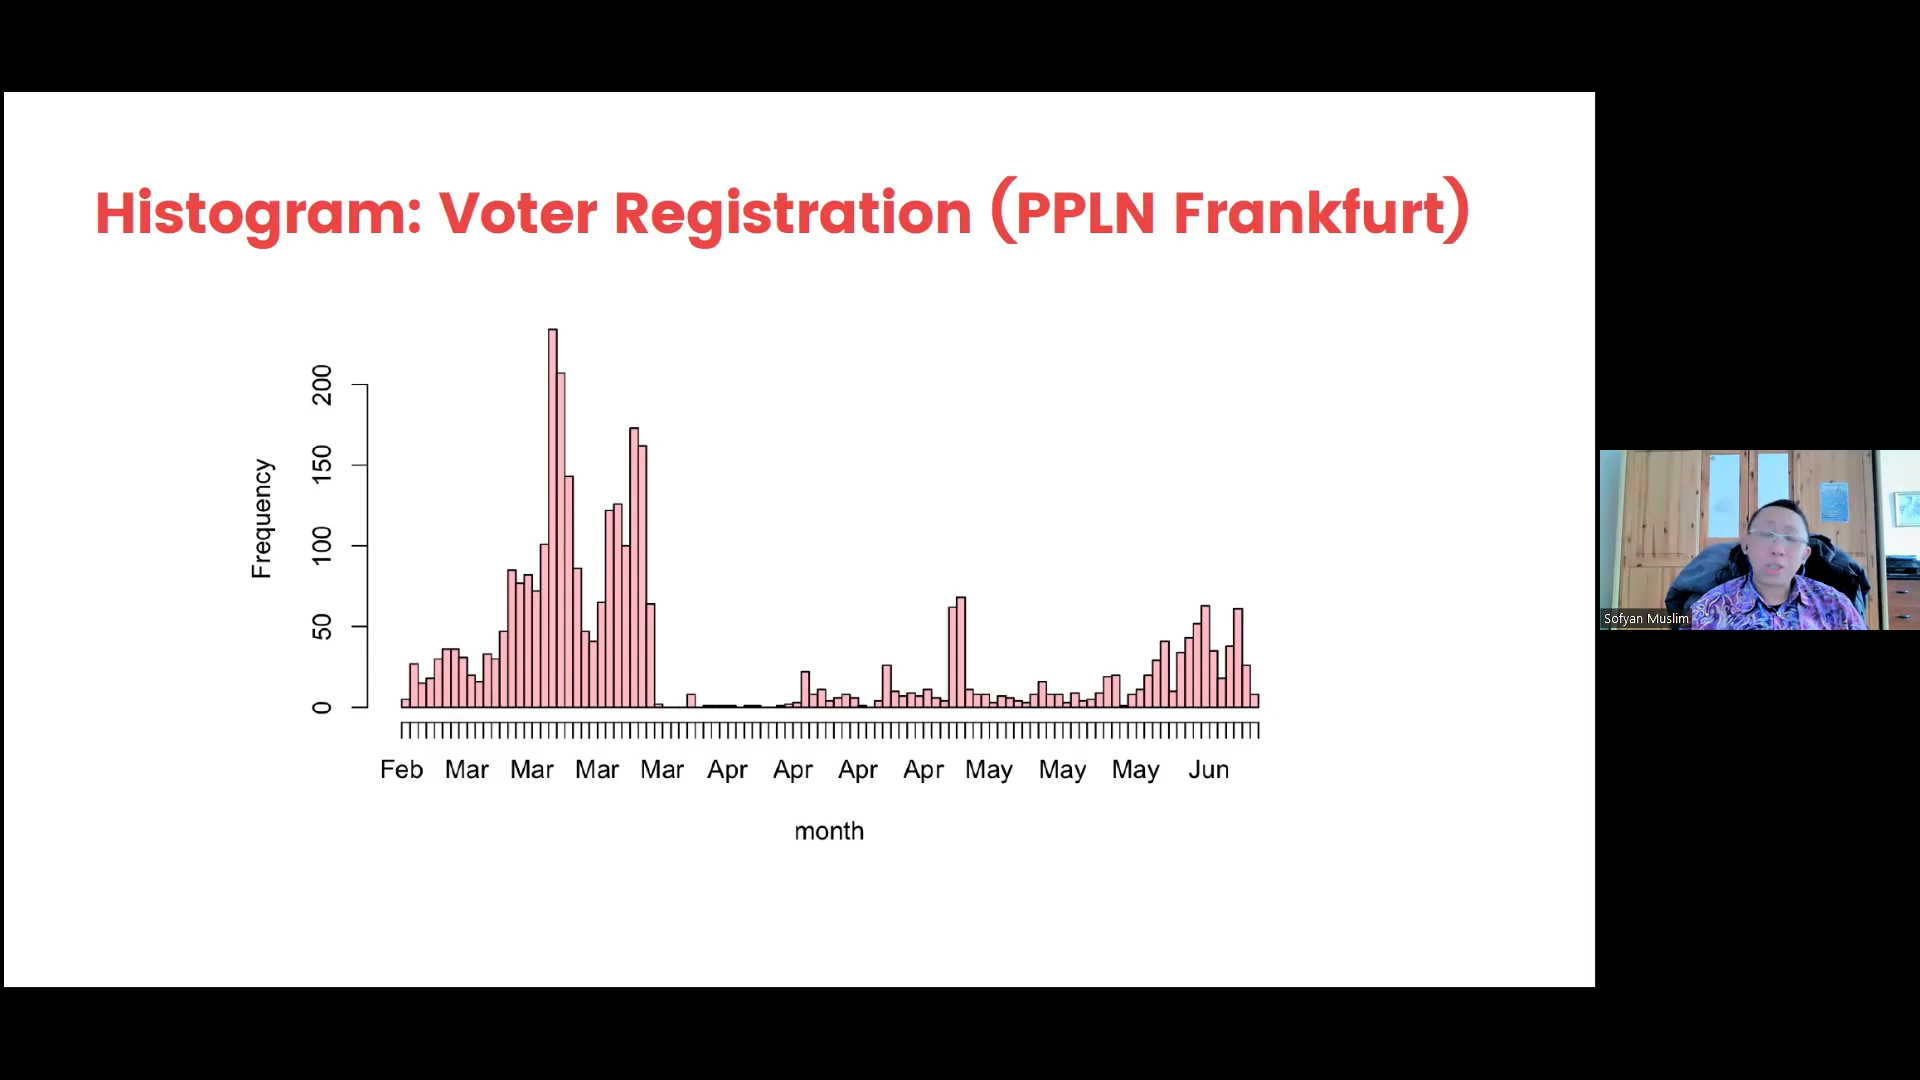 Histogram: Voter Registration (PPLN Frankfurt)
200
150
100
50
0
Frequency
Feb Mar Mar Mar Mar Apr Apr Apr Apr May May May Jun
month
Sofyan Muslim